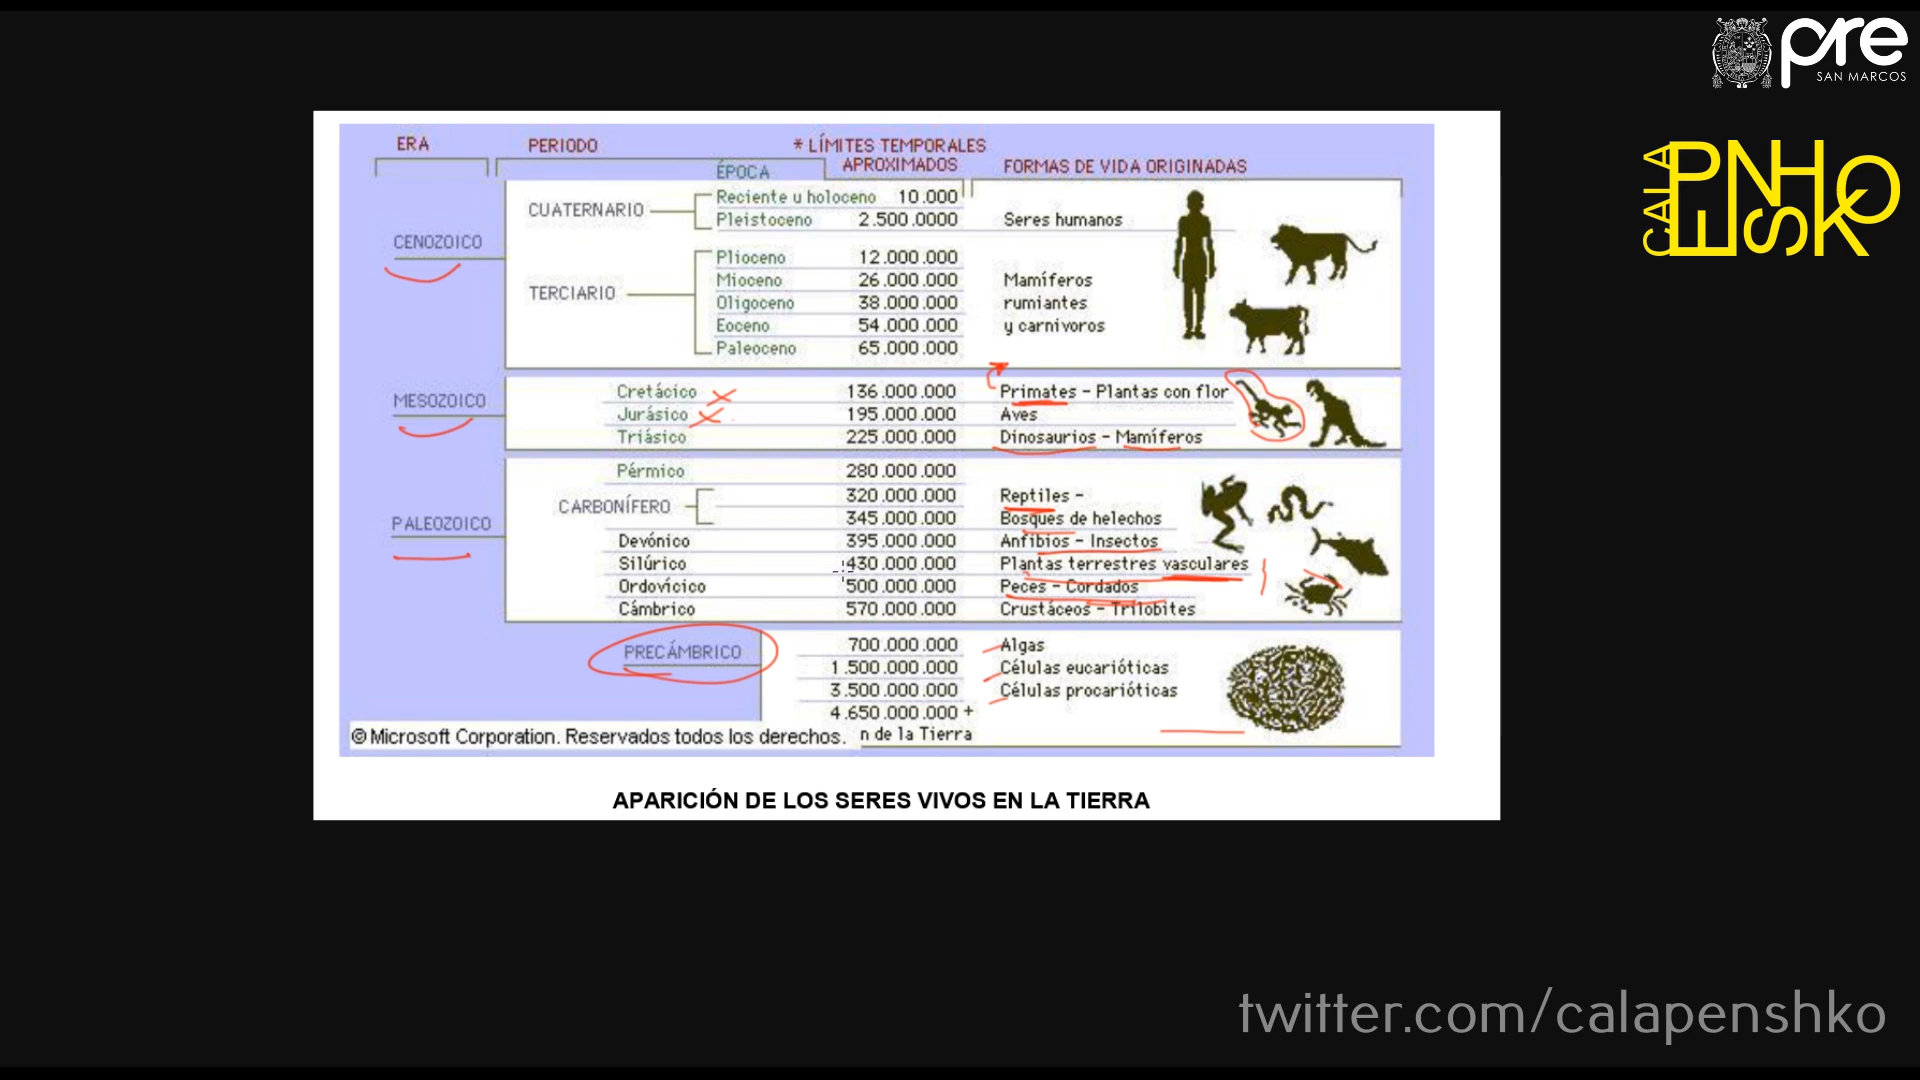 pre
SAN MARCOS
CALA
PENSHKO
ERA PERIODO * LÍMITES TEMPORALES
ÉPOCA APROXIMADOS FORMAS DE VIDA ORIGINADAS
CUATERNARIO
Reciente u holoceno 10.000
Pleistoceno 2.500.0000 Seres humanos
CENOZOICO
Plioceno 12.000.000
Mioceno 26.000.000 Mamíferos
TERCIARIO
Oligoceno 38.000.000 rumiantes
Eoceno 54.000.000 y carnivoros
Paleoceno 65.000.000
Cretácico 136.000.000 Primates - Plantas con flor
MESOZOICO
Jurásico 195.000.000 Aves
Triásico 225.000.000 Dinosaurios - Mamíferos
Pérmico 280.000.000
CARBONÍFERO
320.000.000 Reptiles -
345.000.000 Bosques de helechos
PALEOZOICO
Devónico 395.000.000 Anfibios - Insectos
Silúrico 430.000.000 Plantas terrestres vasculares
Ordovícico 500.000.000 Peces - Cordados
Cámbrico 570.000.000 Crustáceos - Trilobites
PRECÁMBRICO
700.000.000 Algas
1.500.000.000 Células eucarióticas
3.500.000.000 Células procarióticas
4.650.000.000 +
© Microsoft Corporation. Reservados todos los derechos. n de la Tierra
APARICIÓN DE LOS SERES VIVOS EN LA TIERRA
twitter.com/calapenshko